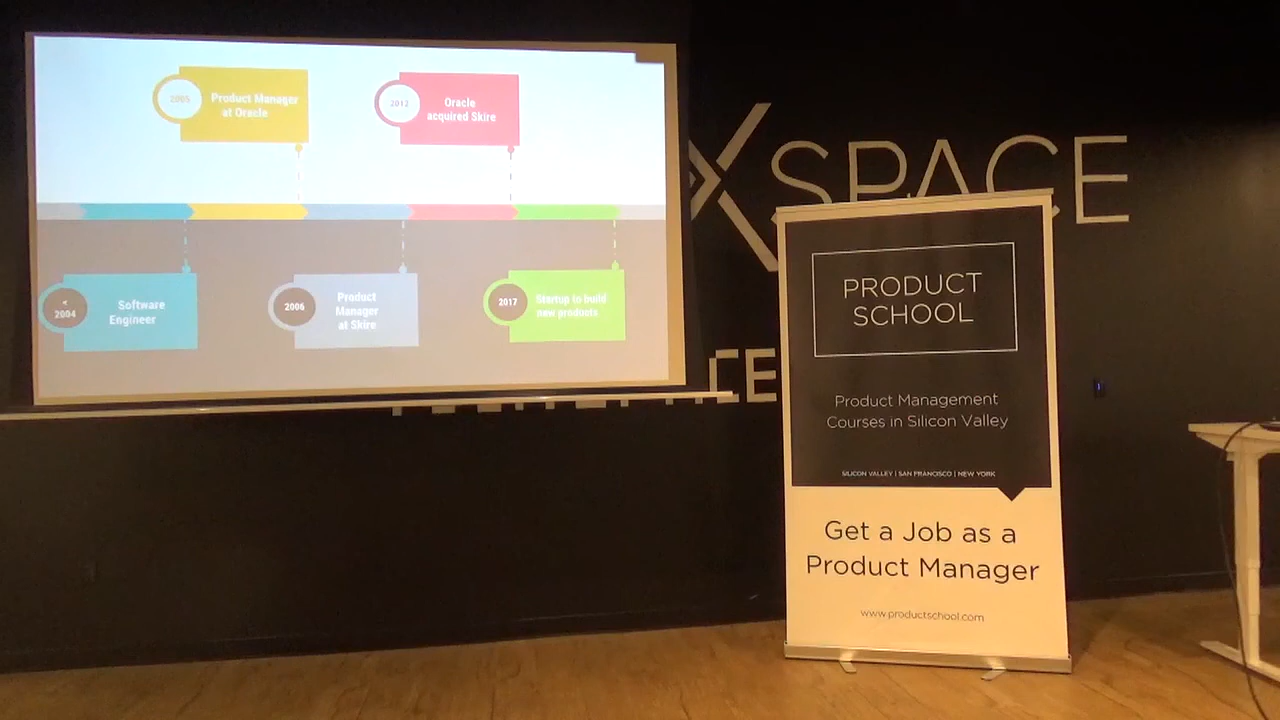 2005
Product Manager
at Oracle
2012
Oracle
acquired Skire
<
2004
Software
Engineer
2006
Product
Manager
at Skire
2017
Startup to build
new products
XSPACE
CE
PRODUCT
SCHOOL
Product Management
Courses in Silicon Valley
SILICON VALLEY | SAN FRANCISCO | NEW YORK
Get a Job as a
Product Manager
www.productschool.com